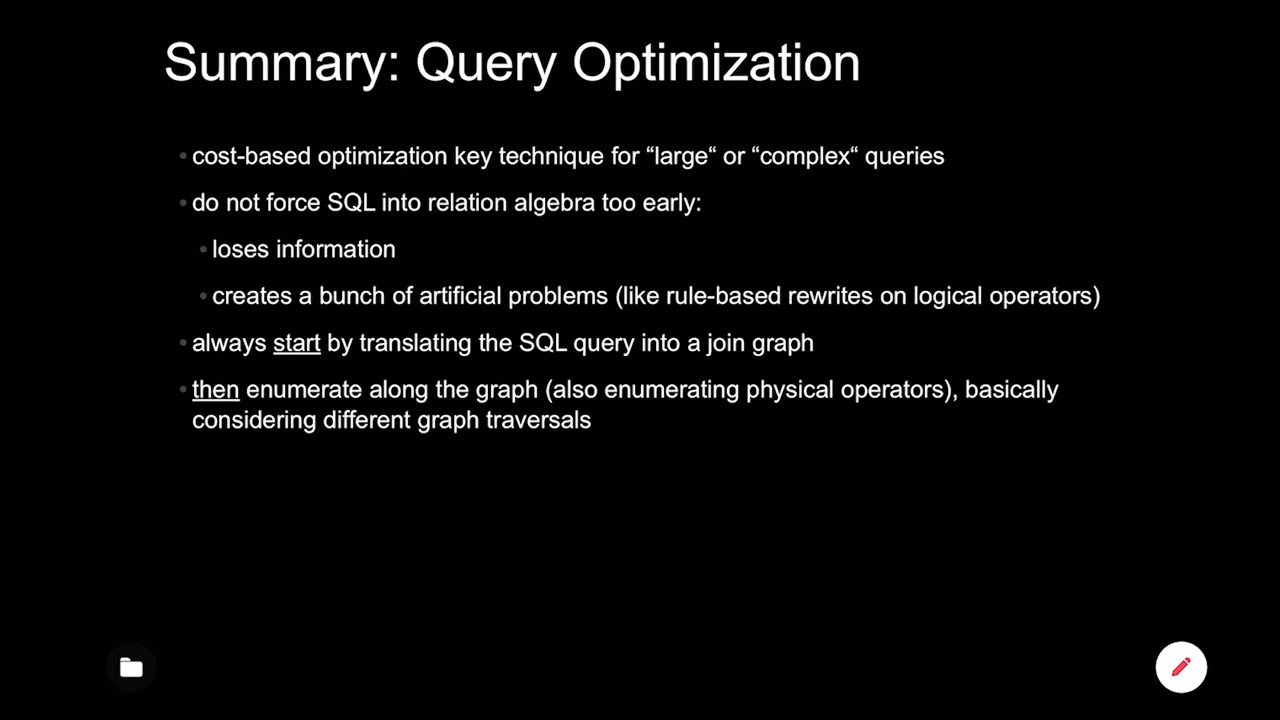 Summary: Query Optimization
•cost-based optimization key technique for “large“ or “complex“ queries
•do not force SQL into relation algebra too early:
•loses information
•creates a bunch of artificial problems (like rule-based rewrites on logical operators)
•always start by translating the SQL query into a join graph
•then enumerate along the graph (also enumerating physical operators), basically
considering different graph traversals